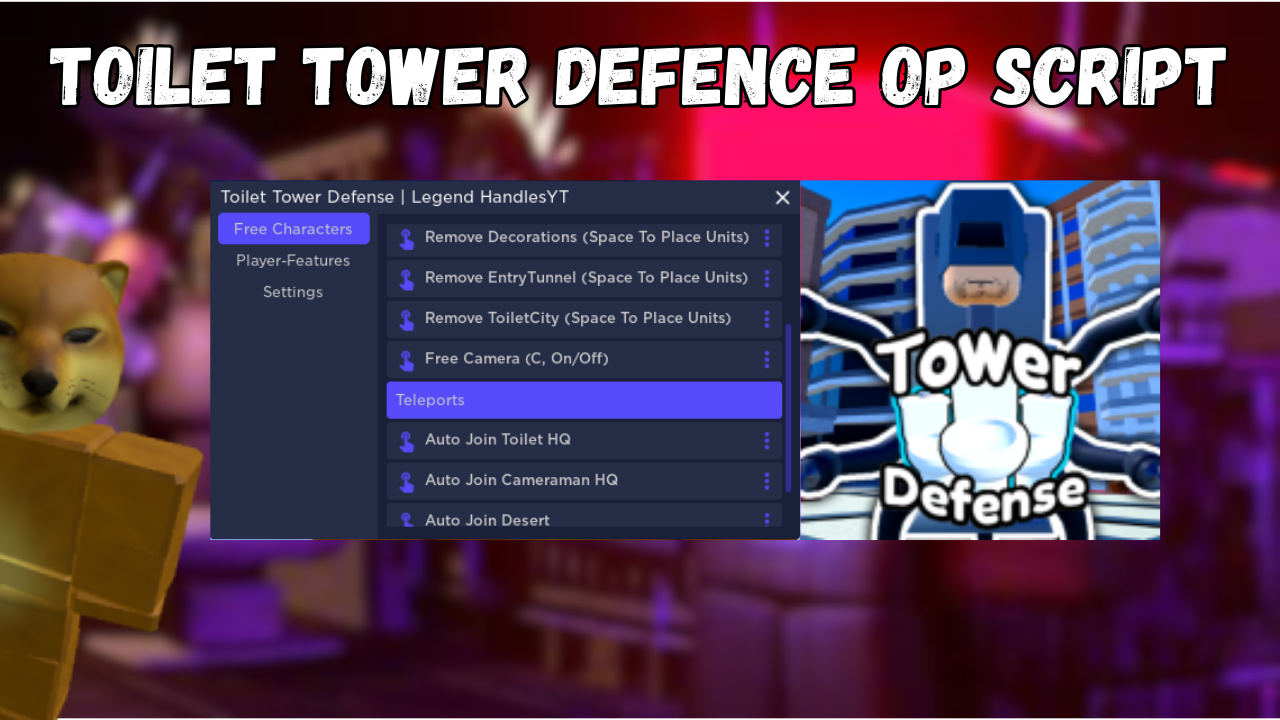 TOILET TOWER DEFENCE OP SCRIPT
Toilet Tower Defense | Legend HandlesYT
Free Characters
Player-Features
Settings
Remove Decorations (Space To Place Units)
Remove EntryTunnel (Space To Place Units)
Remove ToiletCity (Space To Place Units)
Free Camera (C, On/Off)
Teleports
Auto Join Toilet HQ
Auto Join Cameraman HQ
Auto Join Desert
Tower
Defense